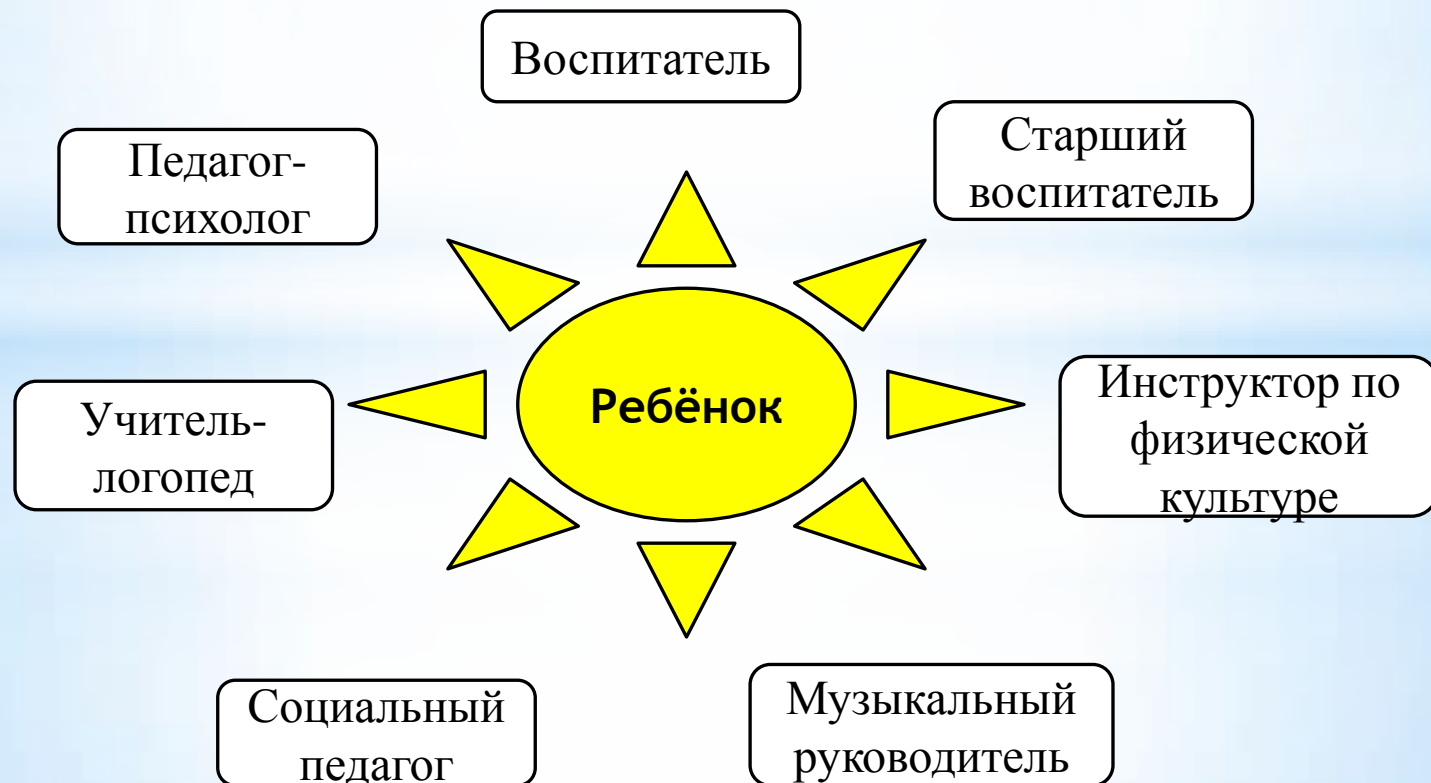 Воспитатель
Старший
воспитатель
Педагог-
психолог
Инструктор по
физической
культуре
Ребёнок
Учитель-
логопед
Социальный
педагог
Музыкальный
руководитель